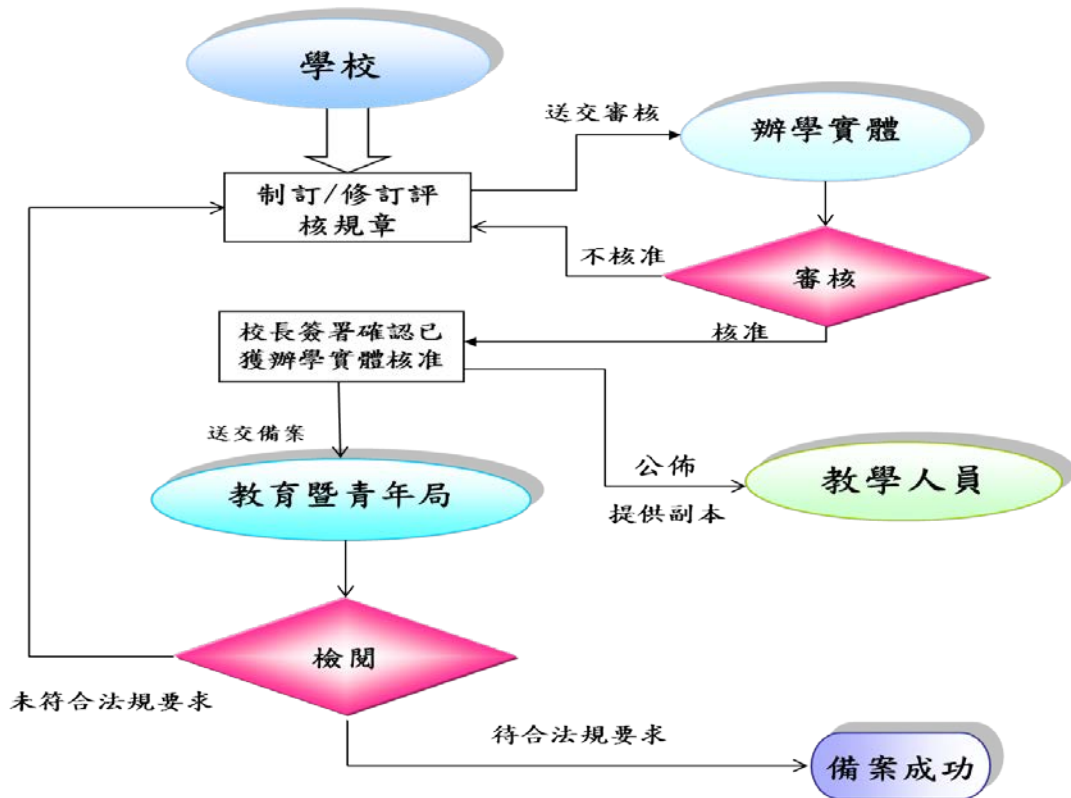 學校
送交審核
辦學實體
制訂/修訂評
核規章
不核准
審核
核准
校長簽署確認已
獲辦學實體核准
送交備案
公佈
教學人員
提供副本
教育暨青年局
檢閱
未符合法規要求
待合法規要求
備案成功